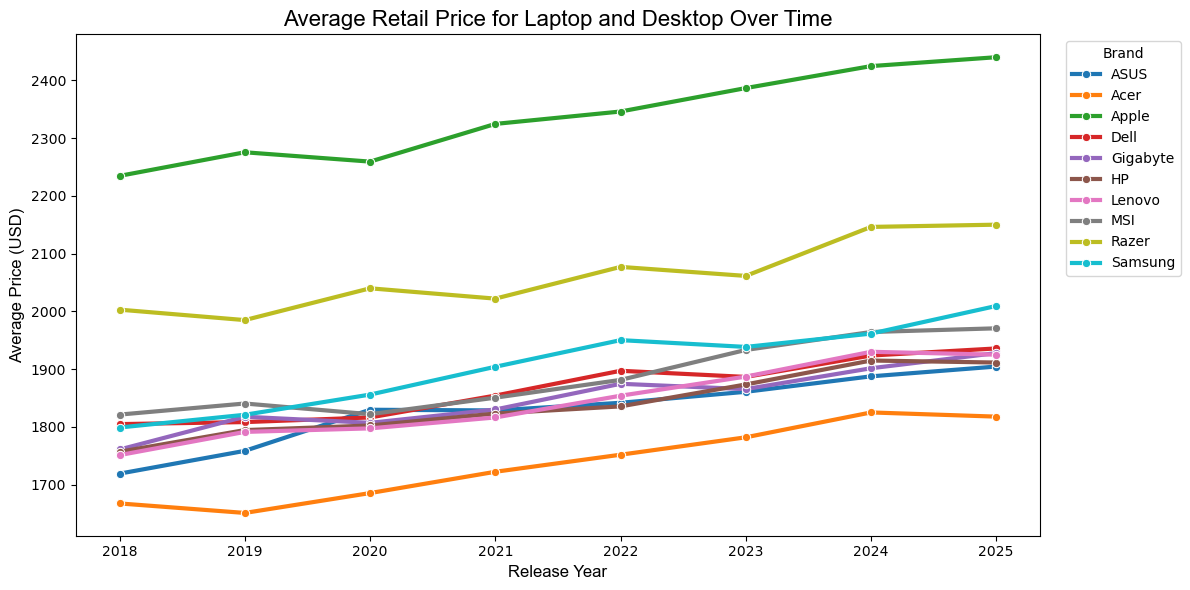 Average Retail Price for Laptop and Desktop Over Time
Average Price (USD)
2400
2300
2200
2100
2000
1900
1800
1700
2018 2019 2020 2021 2022 2023 2024 2025
Release Year
Brand
ASUS
Acer
Apple
Dell
Gigabyte
HP
Lenovo
MSI
Razer
Samsung